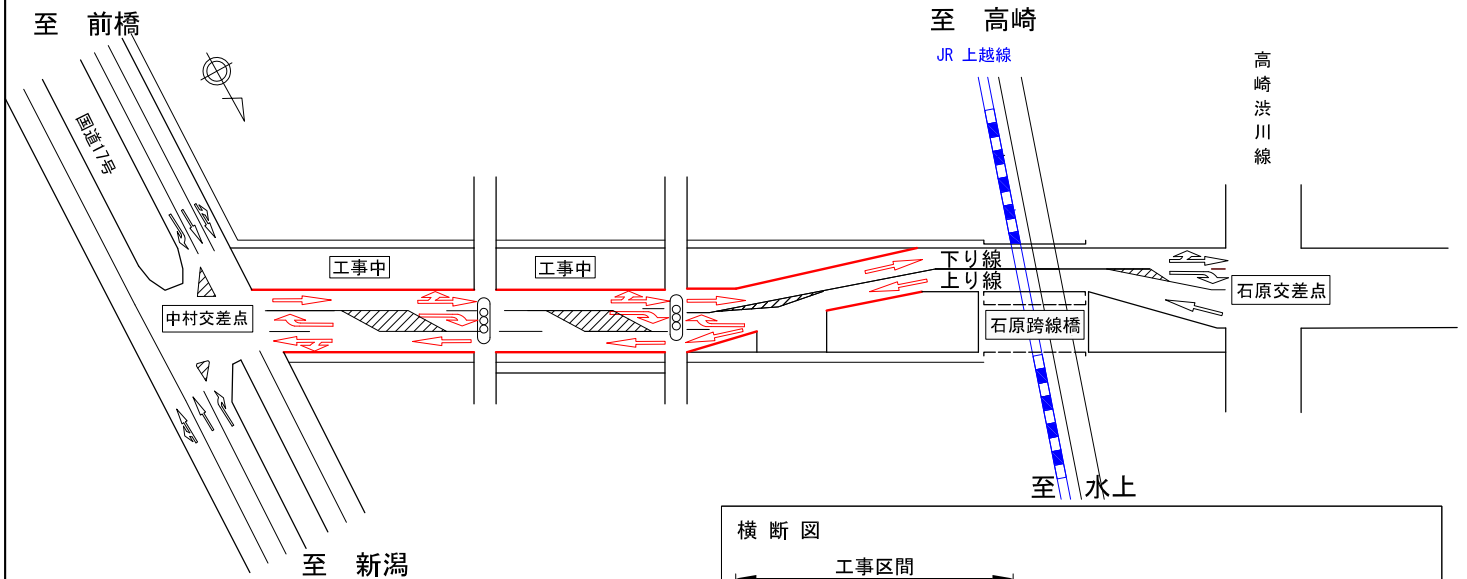 至 前橋
至 高崎
JR 上越線
高崎渋川線
国道17号
工事中
工事中
下り線
上り線
中村交差点
石原交差点
石原跨線橋
至 水上
至 新潟
横断図
工事区間